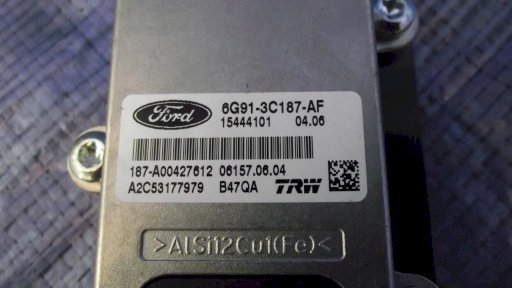 Ford 6G91-3C187-AF
15444101 04.06
187-A00427612 06157.06.04
A2C53177979 B47QA TRW
>ALSi12Cu1(Fe)<